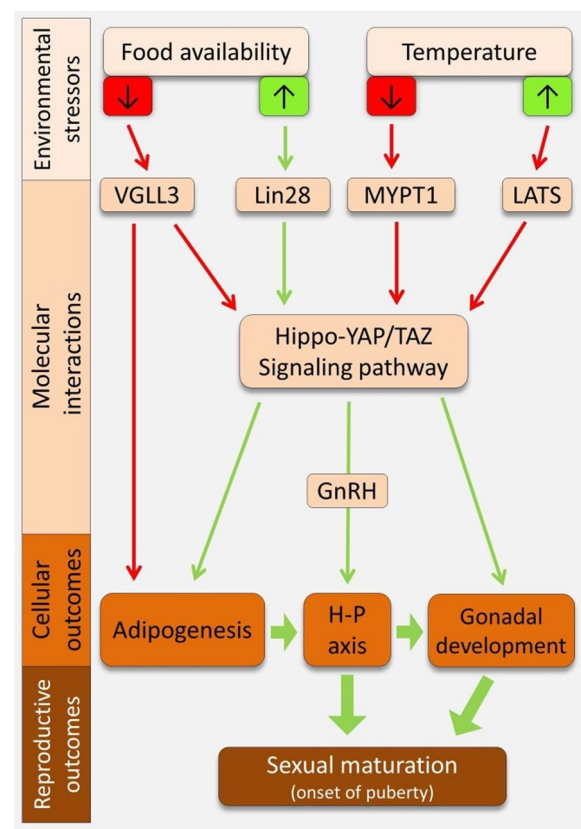 Environmental
stressors
Food availability
Temperature
↓
↑
↓
↑
Molecular
interactions
VGLL3
Lin28
MYPT1
LATS
Hippo-YAP/TAZ
Signaling pathway
GnRH
Cellular
outcomes
Adipogenesis
H-P
axis
Gonadal
development
Reproductive
outcomes
Sexual maturation
(onset of puberty)